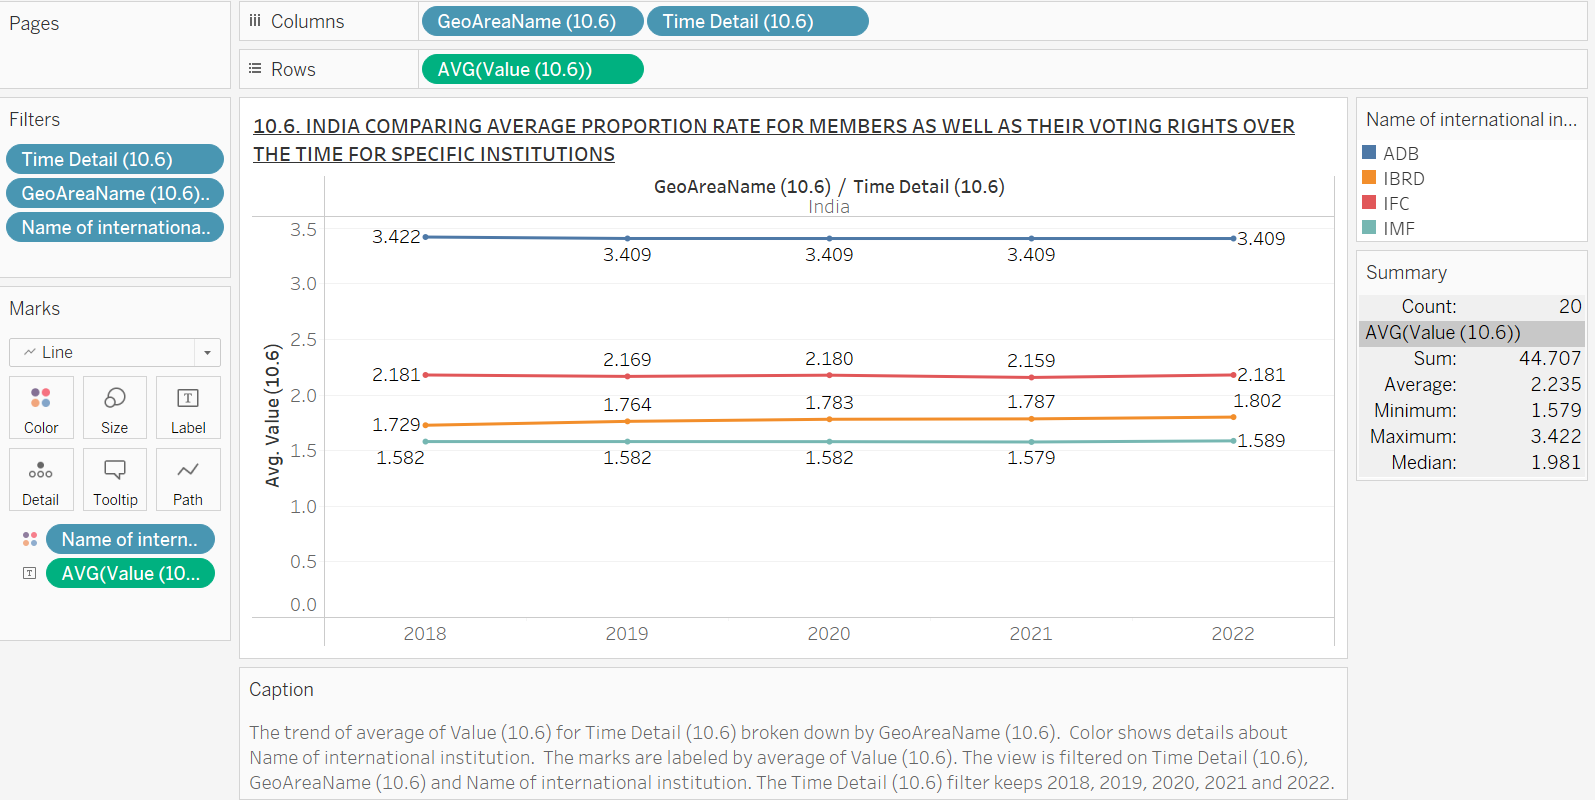 Pages
Columns
GeoAreaName (10.6)
Time Detail (10.6)
Rows
AVG(Value (10.6))
Filters
Time Detail (10.6)
GeoAreaName (10.6)..
Name of internationa..
Marks
Line
Color
Size
Label
Detail
Tooltip
Path
Name of intern..
AVG(Value (10...
10.6. INDIA COMPARING AVERAGE PROPORTION RATE FOR MEMBERS AS WELL AS THEIR VOTING RIGHTS OVER
THE TIME FOR SPECIFIC INSTITUTIONS
GeoAreaName (10.6) / Time Detail (10.6)
India
Avg. Value (10.6)
3.5
3.0
2.5
2.0
1.5
1.0
0.5
0.0
3.422
3.409
3.409
3.409
3.409
2.181
2.169
2.180
2.159
2.181
1.729
1.764
1.783
1.787
1.802
1.582
1.582
1.582
1.579
1.589
2018
2019
2020
2021
2022
Name of international in...
ADB
IBRD
IFC
IMF
Summary
Count: 20
AVG(Value (10.6))
Sum: 44.707
Average: 2.235
Minimum: 1.579
Maximum: 3.422
Median: 1.981
Caption
The trend of average of Value (10.6) for Time Detail (10.6) broken down by GeoAreaName (10.6). Color shows details about
Name of international institution. The marks are labeled by average of Value (10.6). The view is filtered on Time Detail (10.6),
GeoAreaName (10.6) and Name of international institution. The Time Detail (10.6) filter keeps 2018, 2019, 2020, 2021 and 2022.